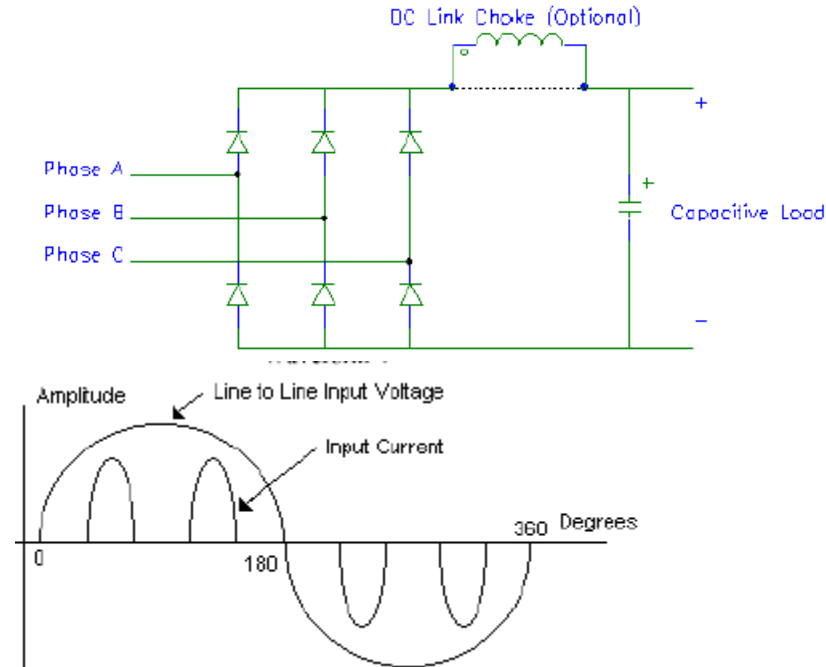 DC Link Choke (Optional)
+
Phase A
+
Phase B
Capacitive Load
Phase C
-
Amplitude
Line to Line Input Voltage
Input Current
0
180
360
Degrees